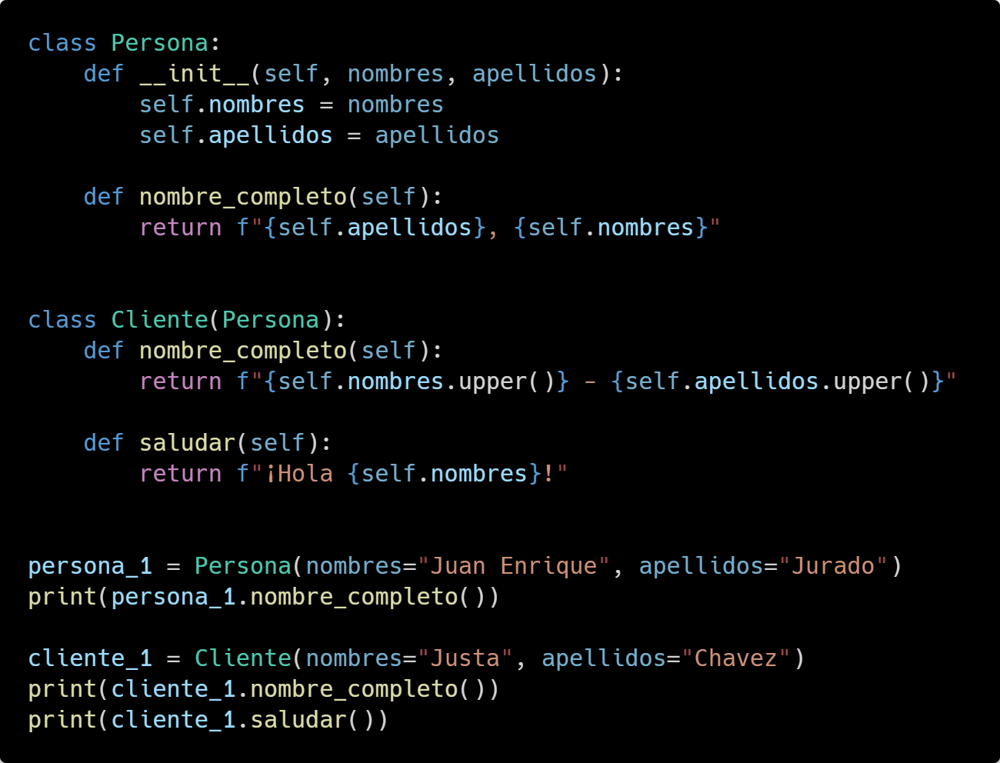 class Persona:
    def __init__(self, nombres, apellidos):
        self.nombres = nombres
        self.apellidos = apellidos

    def nombre_completo(self):
        return f"{self.apellidos}, {self.nombres}"


class Cliente(Persona):
    def nombre_completo(self):
        return f"{self.nombres.upper()} - {self.apellidos.upper()}"

    def saludar(self):
        return f"¡Hola {self.nombres}!"


persona_1 = Persona(nombres="Juan Enrique", apellidos="Jurado")
print(persona_1.nombre_completo())

cliente_1 = Cliente(nombres="Justa", apellidos="Chavez")
print(cliente_1.nombre_completo())
print(cliente_1.saludar())